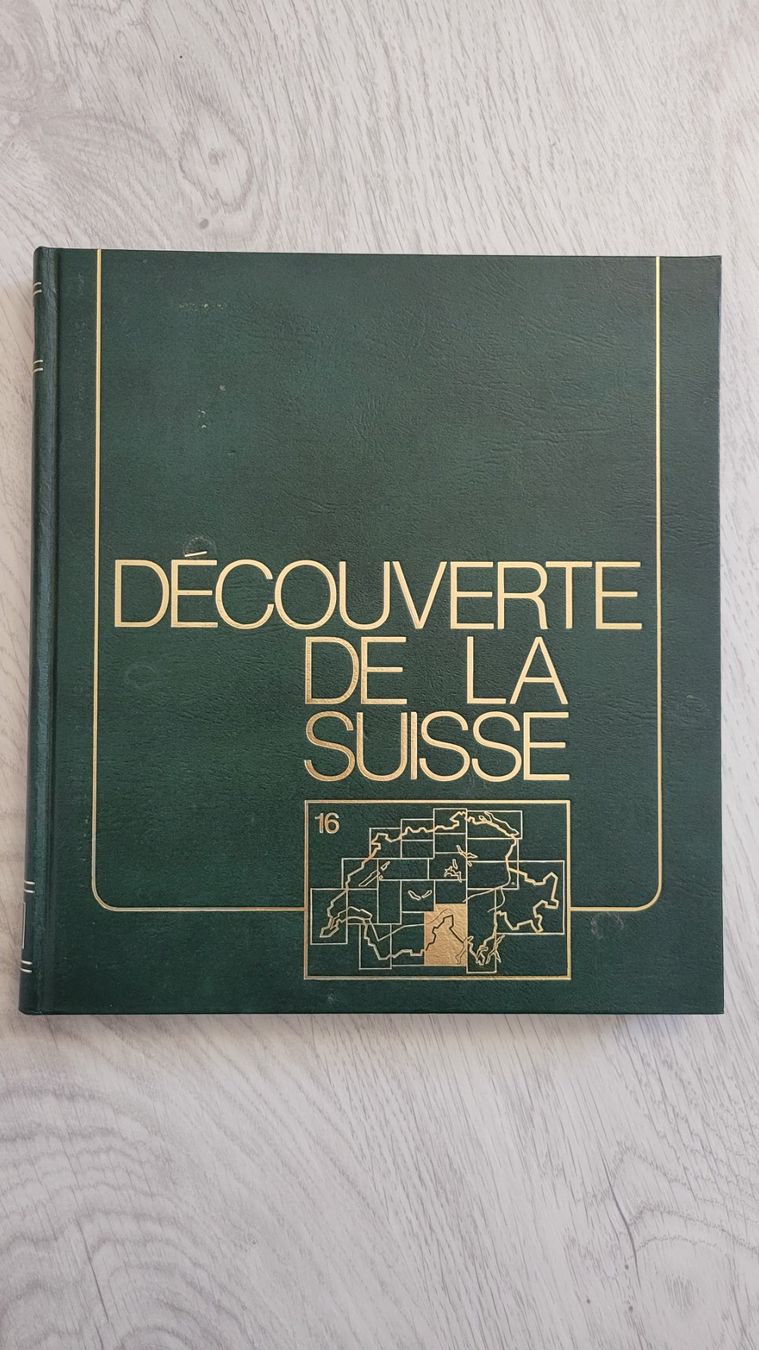 DÉCOUVERTE
DE LA
SUISSE
16